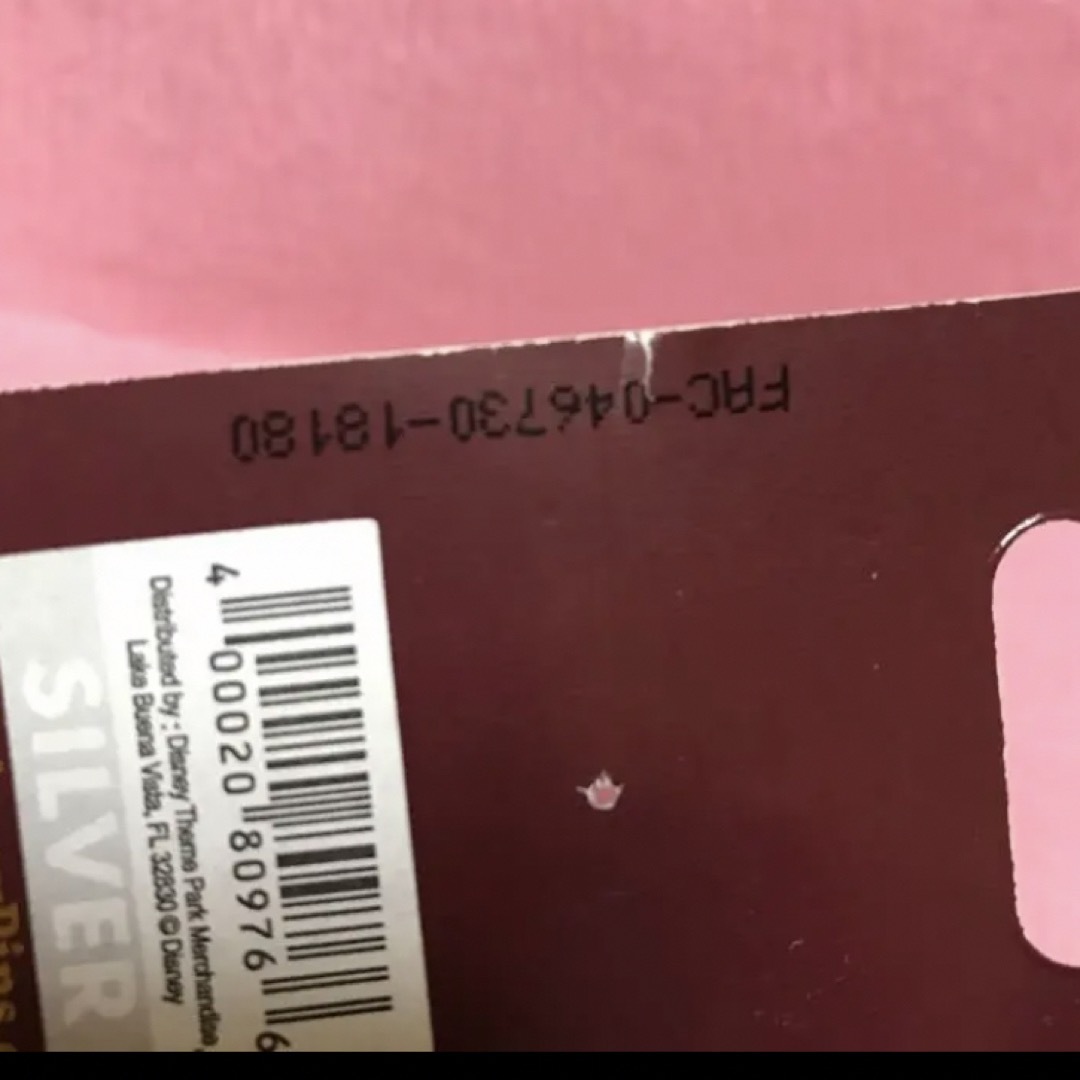 FAC-046730-18180
4 00020 80976 6
Distributed by : Disney Theme Park Merchandise,
Lake Buena Vista, FL 32830 © Disney
SILVER
Pins